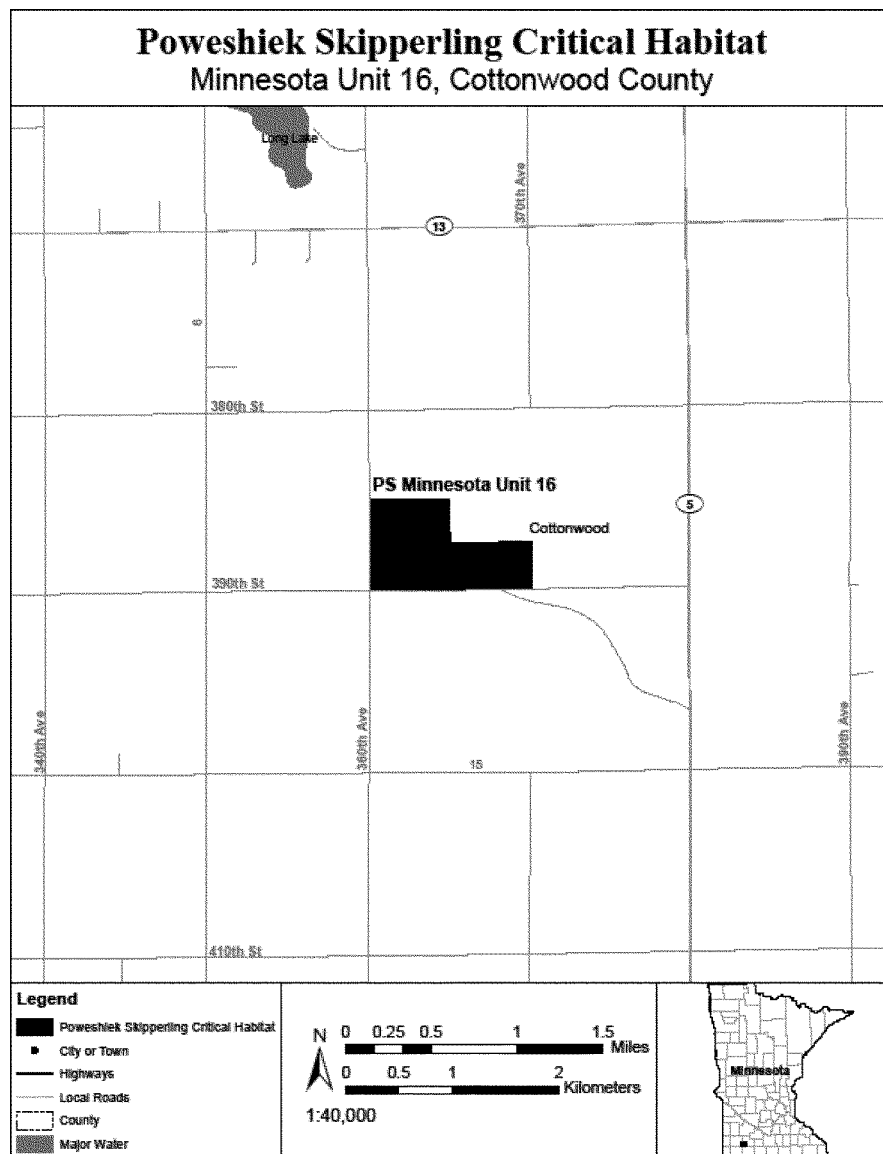 Poweshiek Skipperling Critical Habitat
Minnesota Unit 16, Cottonwood County
Long Lake
370th Ave
13
6
380th St
PS Minnesota Unit 16
5
Cottonwood
390th St
340th Ave
360th Ave
15
390th Ave
410th St
Legend
Poweshiek Skipperling Critical Habitat
City or Town
Highways
Local Roads
County
Major Water
N
0 0.25 0.5 1 1.5
Miles
0 0.5 1 2
Kilometers
1:40,000
Minnesota